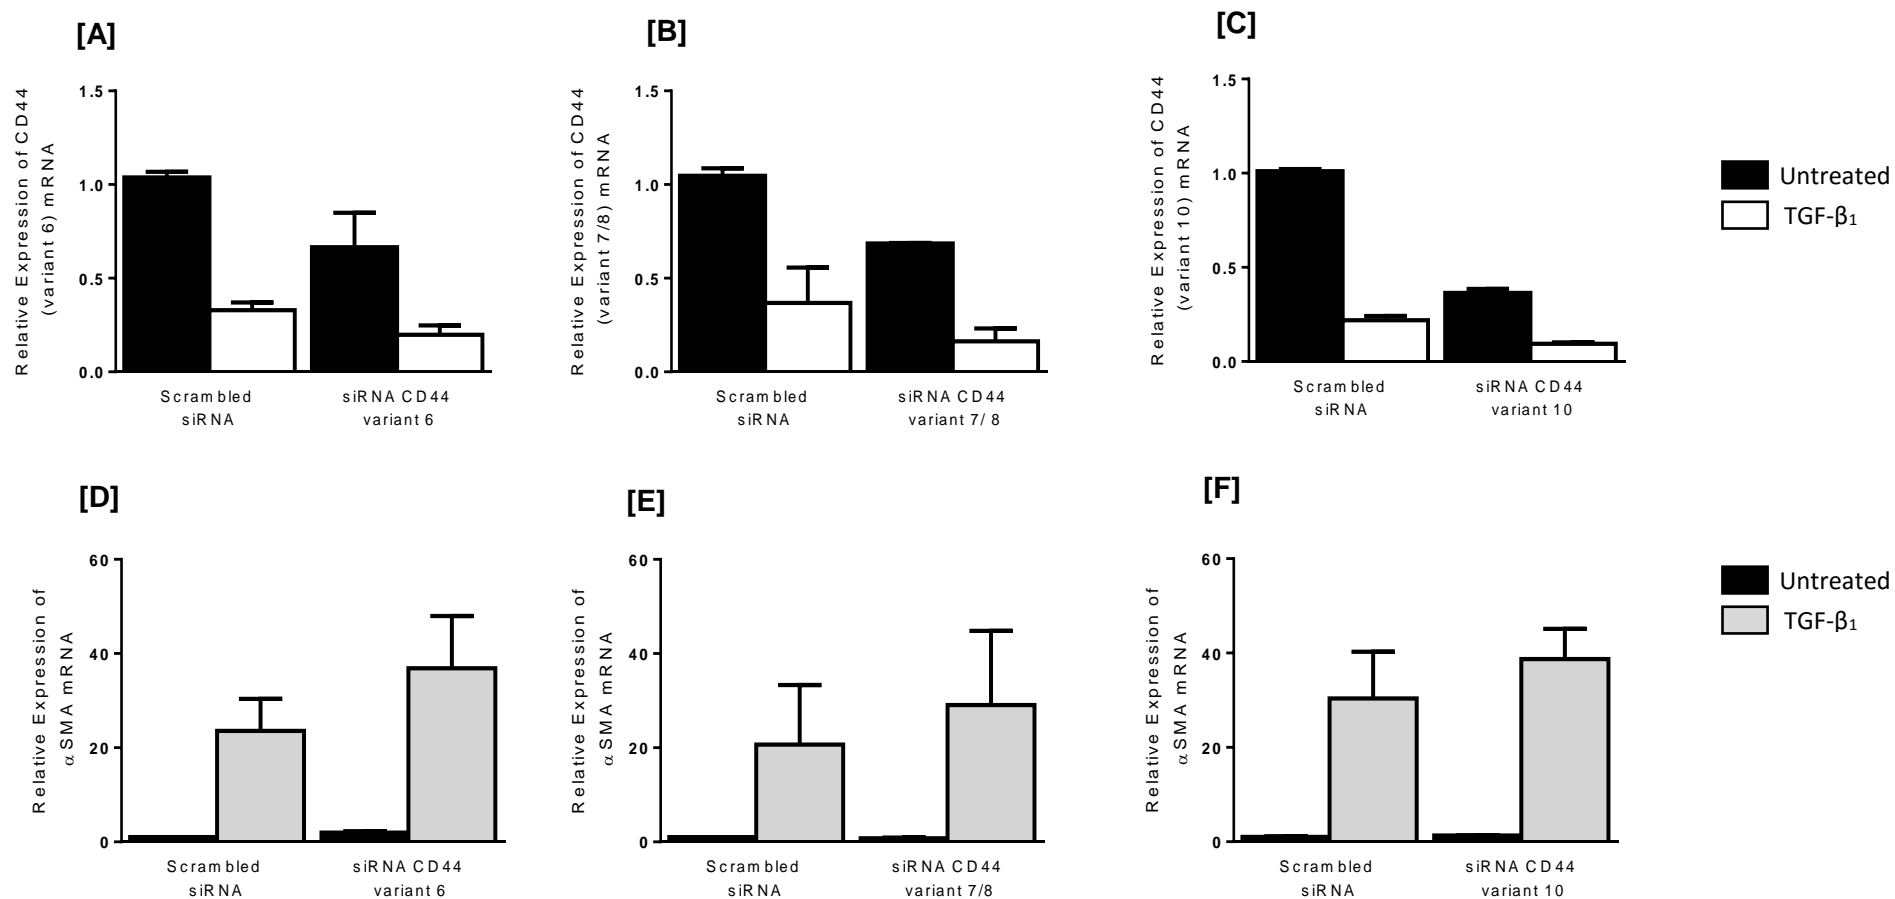 [A]
Relative Expression of CD44
(variant 6) mRNA
1.5
1.0
0.5
0.0
Scrambled
siRNA
siRNA CD44
variant 6
[B]
Relative Expression of CD44
(variant 7/8) mRNA
1.5
1.0
0.5
0.0
Scrambled
siRNA
siRNA CD44
variant 7/ 8
[C]
Relative Expression of CD44
(variant 10) mRNA
1.5
1.0
0.5
0.0
Scrambled
siRNA
siRNA CD44
variant 10
Untreated
TGF-β₁
[D]
Relative Expression of
αSMA mRNA
60
40
20
0
Scrambled
siRNA
siRNA CD44
variant 6
[E]
Relative Expression of
αSMA mRNA
60
40
20
0
Scrambled
siRNA
siRNA CD44
variant 7/8
[F]
Relative Expression of
αSMA mRNA
60
40
20
0
Scrambled
siRNA
siRNA CD44
variant 10
Untreated
TGF-β₁